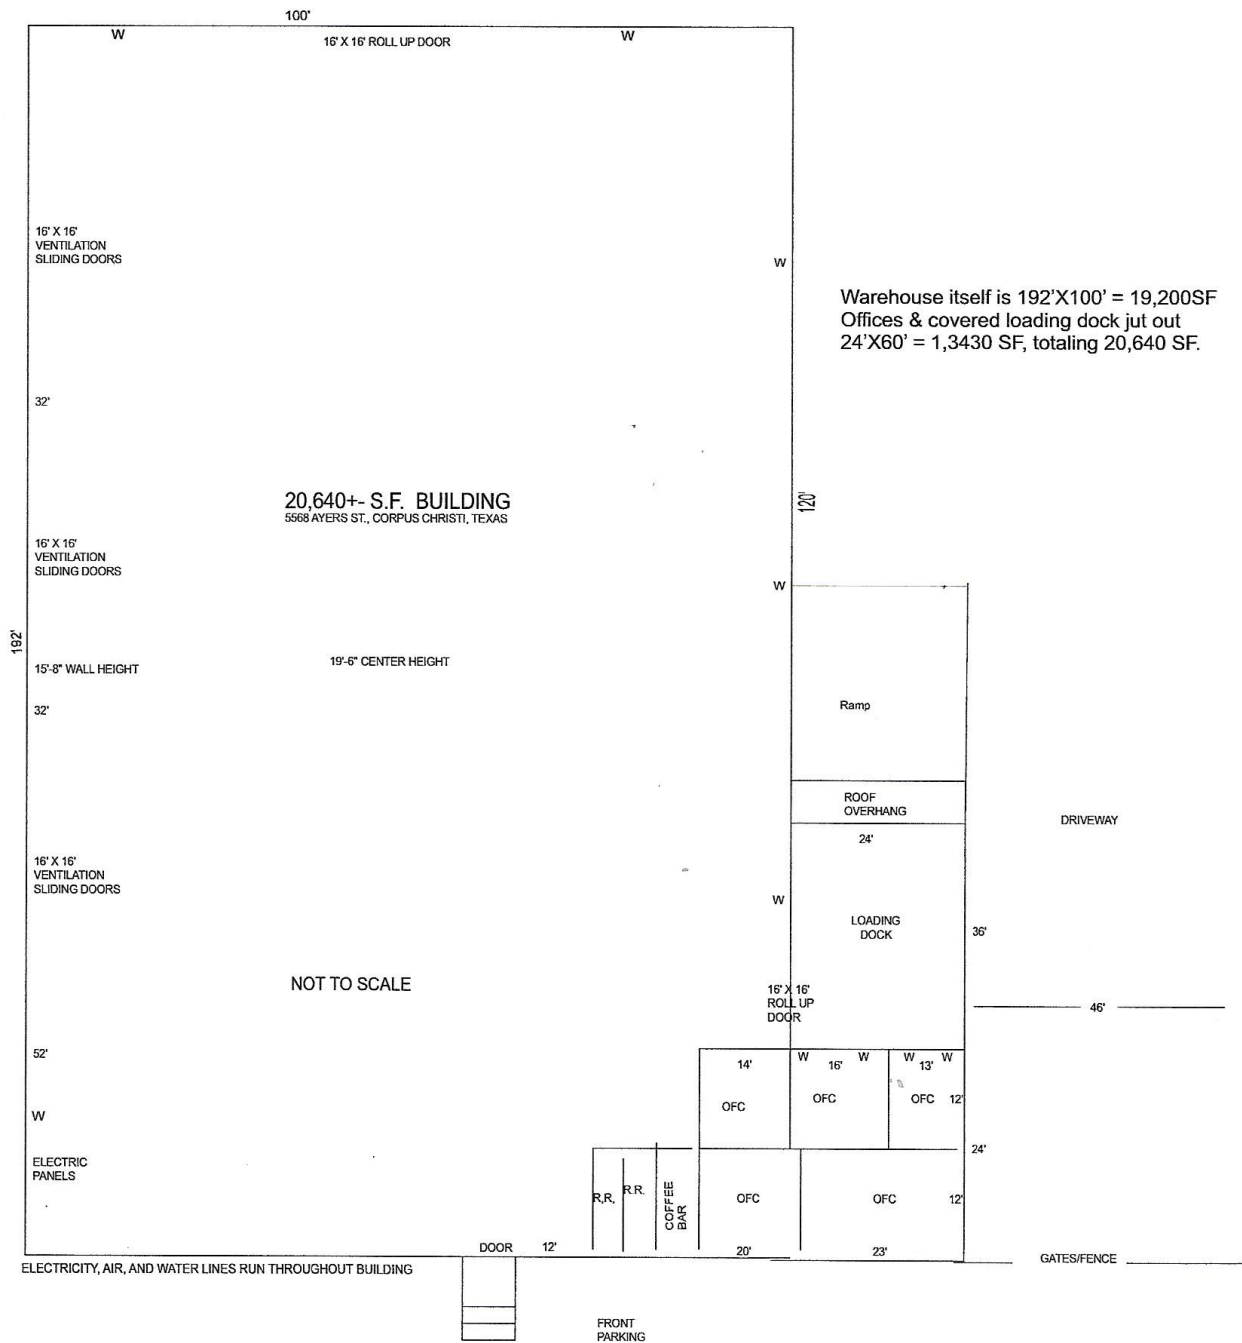 100'
W
16' X 16' ROLL UP DOOR
W
16' X 16'
VENTILATION
SLIDING DOORS
W
Warehouse itself is 192'X100' = 19,200SF
Offices & covered loading dock jut out
24'X60' = 1,3430 SF, totaling 20,640 SF.
32'
20,640+- S.F. BUILDING
5568 AYERS ST., CORPUS CHRISTI, TEXAS
120'
16' X 16'
VENTILATION
SLIDING DOORS
W
192'
15'-8" WALL HEIGHT
19'-6" CENTER HEIGHT
32'
Ramp
ROOF
OVERHANG
DRIVEWAY
24'
16' X 16'
VENTILATION
SLIDING DOORS
W
LOADING
DOCK
36'
NOT TO SCALE
16' X 16'
ROLL UP
DOOR
46'
52'
14'
W
16'
W
W
13'
W
OFC
OFC
OFC
12'
W
ELECTRIC
PANELS
24'
R.R.
R.R.
COFFEE
BAR
OFC
OFC
12'
DOOR
12'
20'
23'
GATES/FENCE
ELECTRICITY, AIR, AND WATER LINES RUN THROUGHOUT BUILDING
FRONT
PARKING